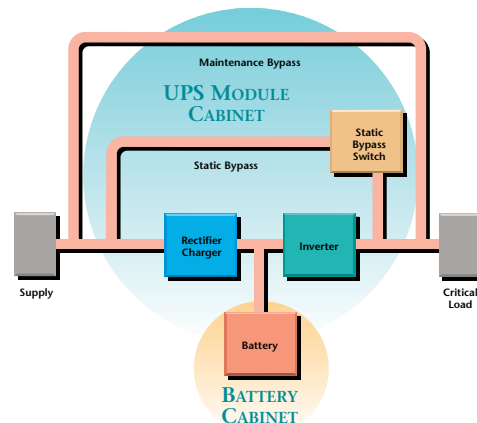 Maintenance Bypass
UPS MODULE
CABINET
Static
Bypass
Switch
Static Bypass
Rectifier
Charger
Inverter
Supply
Critical
Load
Battery
BATTERY
CABINET